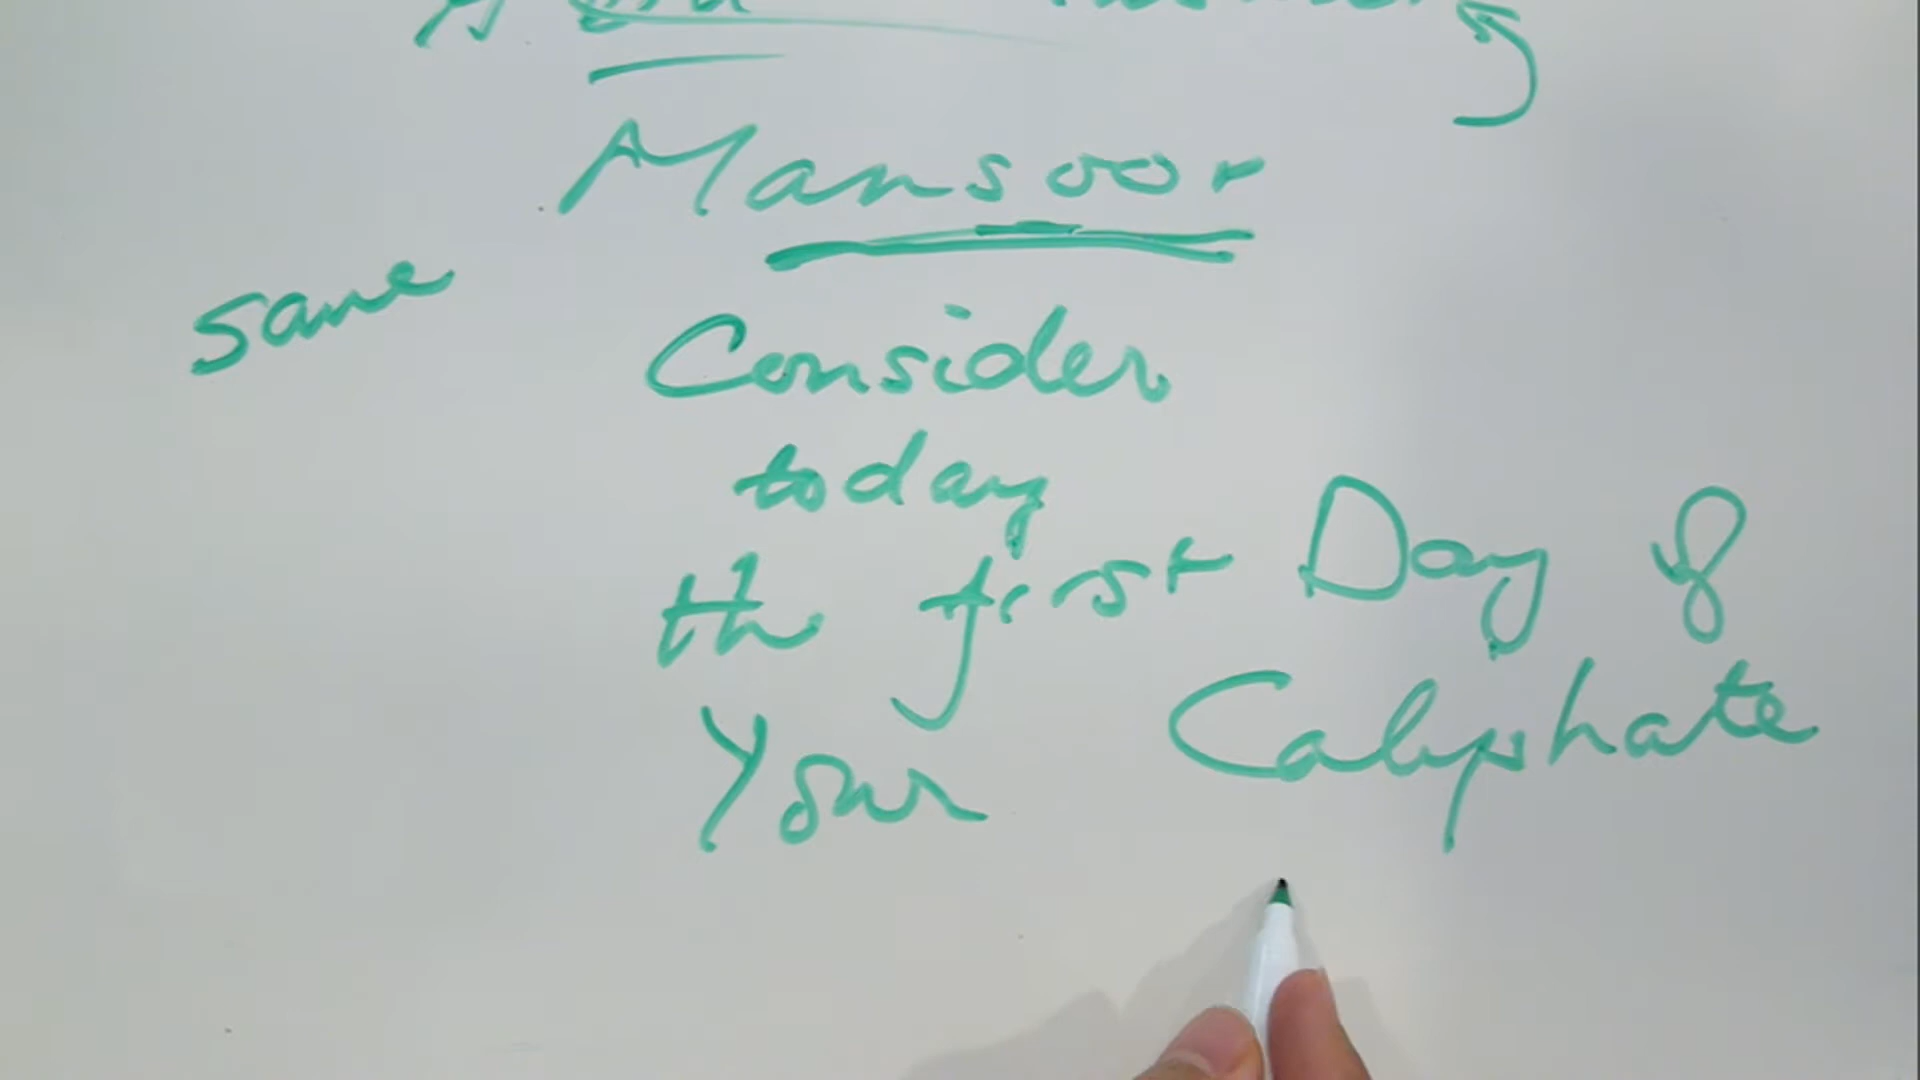 Mansoor
same
Consider
today
the first Day of
Your Caliphate